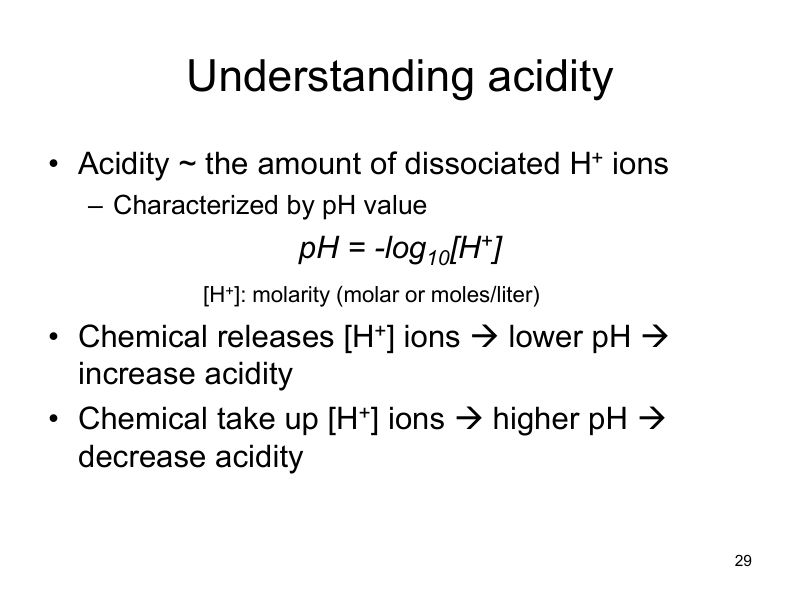 Understanding acidity
• Acidity ~ the amount of dissociated H⁺ ions
– Characterized by pH value
pH = -log₁₀[H⁺]
[H⁺]: molarity (molar or moles/liter)
• Chemical releases [H⁺] ions → lower pH →
increase acidity
• Chemical take up [H⁺] ions → higher pH →
decrease acidity
29